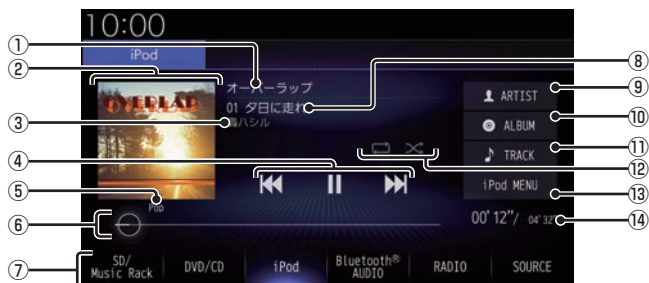 10:00
iPod
①
②
③
④
⑤
⑥
⑦
⑧
⑨
⑩
⑪
⑫
⑬
⑭
OVERLAP
オーバーラップ
01 夕日に走れ
ハシル
Pop
ARTIST
ALBUM
TRACK
iPod MENU
00'12"/ 04'32"
SD/
Music Rack
DVD/CD
iPod
Bluetooth®
AUDIO
RADIO
SOURCE